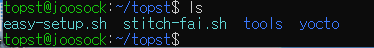 topst@joosock:~/topst$ ls
easy-setup.sh  stitch-fai.sh  tools  yocto
topst@joosock:~/topst$